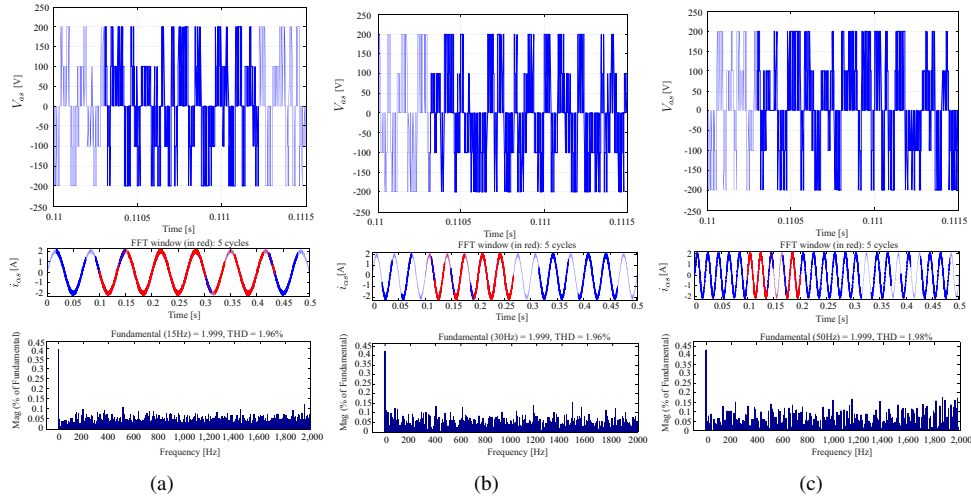 250
200
150
100
50
0
-50
-100
-150
-200
250
V_as [V]
0.11 0.1105 0.111 0.1115
Time [s]
FFT window (in red): 5 cycles
2
0
-2
i_αs [A]
0 0.05 0.1 0.15 0.2 0.25 0.3 0.35 0.4 0.45 0.5
Time [s]
Fundamental (15Hz) = 1.999, THD = 1.96%
0.45
0.4
0.35
0.3
0.25
0.2
0.15
0.1
0.05
0
Mag (% of Fundamental)
0 200 400 600 800 1,000 1,200 1,400 1,600 1,800 2,000
Frequency [Hz]
(a)
250
200
150
100
50
0
-50
-100
-150
-200
250
V_as [V]
0.11 0.1105 0.111 0.1115
Time [s]
FFT window (in red): 5 cycles
2
0
-2
i_αs [A]
0 0.05 0.1 0.15 0.2 0.25 0.3 0.35 0.4 0.45 0.5
Time [s]
Fundamental (30Hz) = 1.999, THD = 1.96%
0.45
0.4
0.35
0.3
0.25
0.2
0.15
0.1
0.05
0
Mag (% of Fundamental)
0 200 400 600 800 1,000 1200 1400 1600 1800 2000
Frequency [Hz]
(b)
250
200
150
100
50
0
-50
-100
-150
-200
250
V_as [V]
0.11 0.1105 0.111 0.1115
Time [s]
FFT window (in red): 5 cycles
2
0
-2
i_αs [A]
0 0.05 0.1 0.15 0.2 0.25 0.3 0.35 0.4 0.45 0.5
Time [s]
Fundamental (50Hz) = 1.999, THD = 1.98%
0.45
0.4
0.35
0.3
0.25
0.2
0.15
0.1
0.05
0
Mag (% of Fundamental)
0 200 400 600 800 1,000 1,200 1,400 1,600 1,800 2,000
Frequency [Hz]
(c)